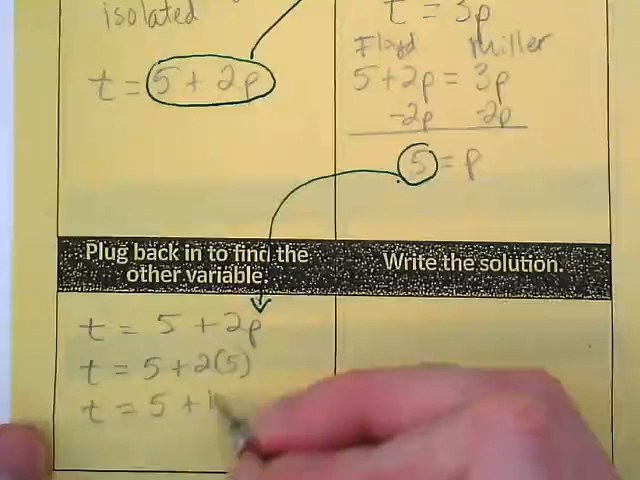 isolated
t = 5 + 2p
t = 3p
Floyd Miller
5 + 2p = 3p
-2p -2p
5 = p
Plug back in to find the
other variable.
Write the solution.
t = 5 + 2p
t = 5 + 2(5)
t = 5 + 1